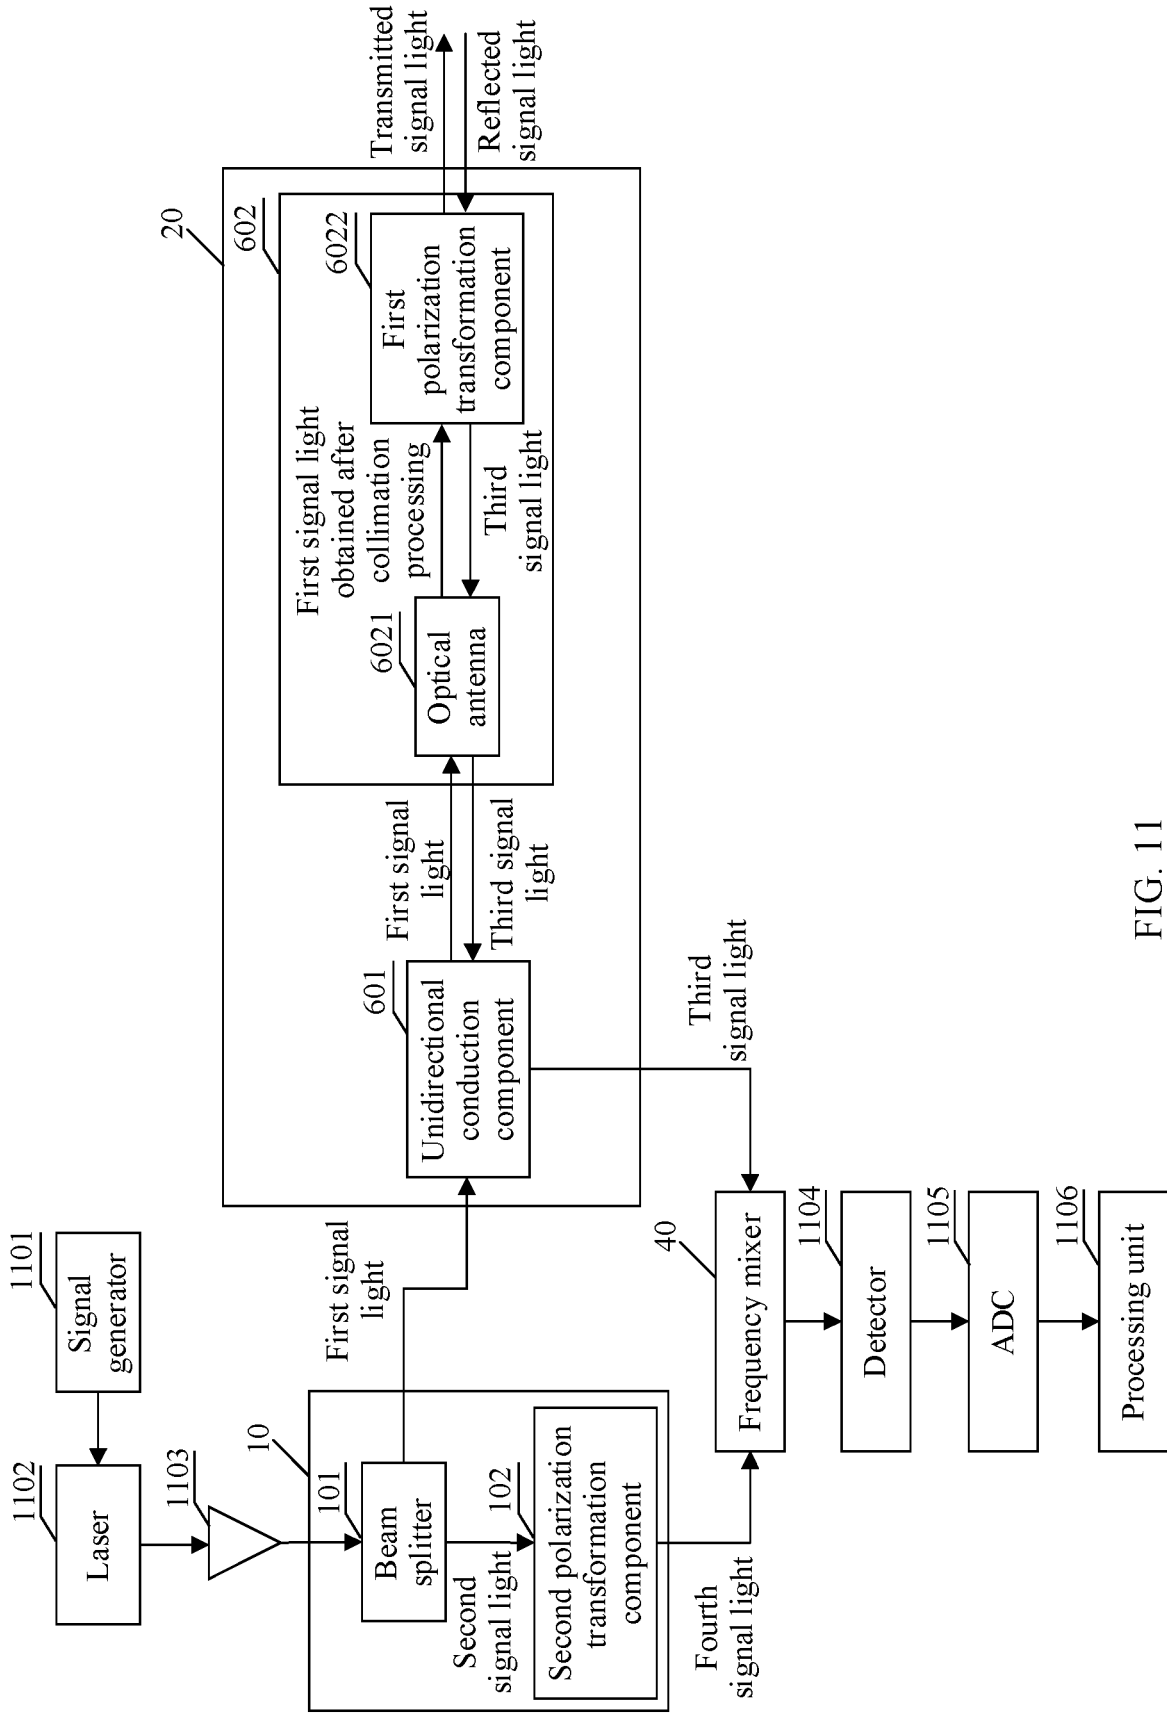 1101
Signal
generator
1102
Laser
1103
10
101
Beam
splitter
Second
signal light
102
Second polarization
transformation
component
Fourth
signal light
First signal
light
20
601
Unidirectional
conduction
component
First signal
light
Third signal
light
602
6021
Optical
antenna
First signal light
obtained after
collimation
processing
Third
signal light
6022
First
polarization
transformation
component
Transmitted
signal light
Reflected
signal light
Third
signal light
40
Frequency mixer
1104
Detector
1105
ADC
1106
Processing unit
FIG. 11